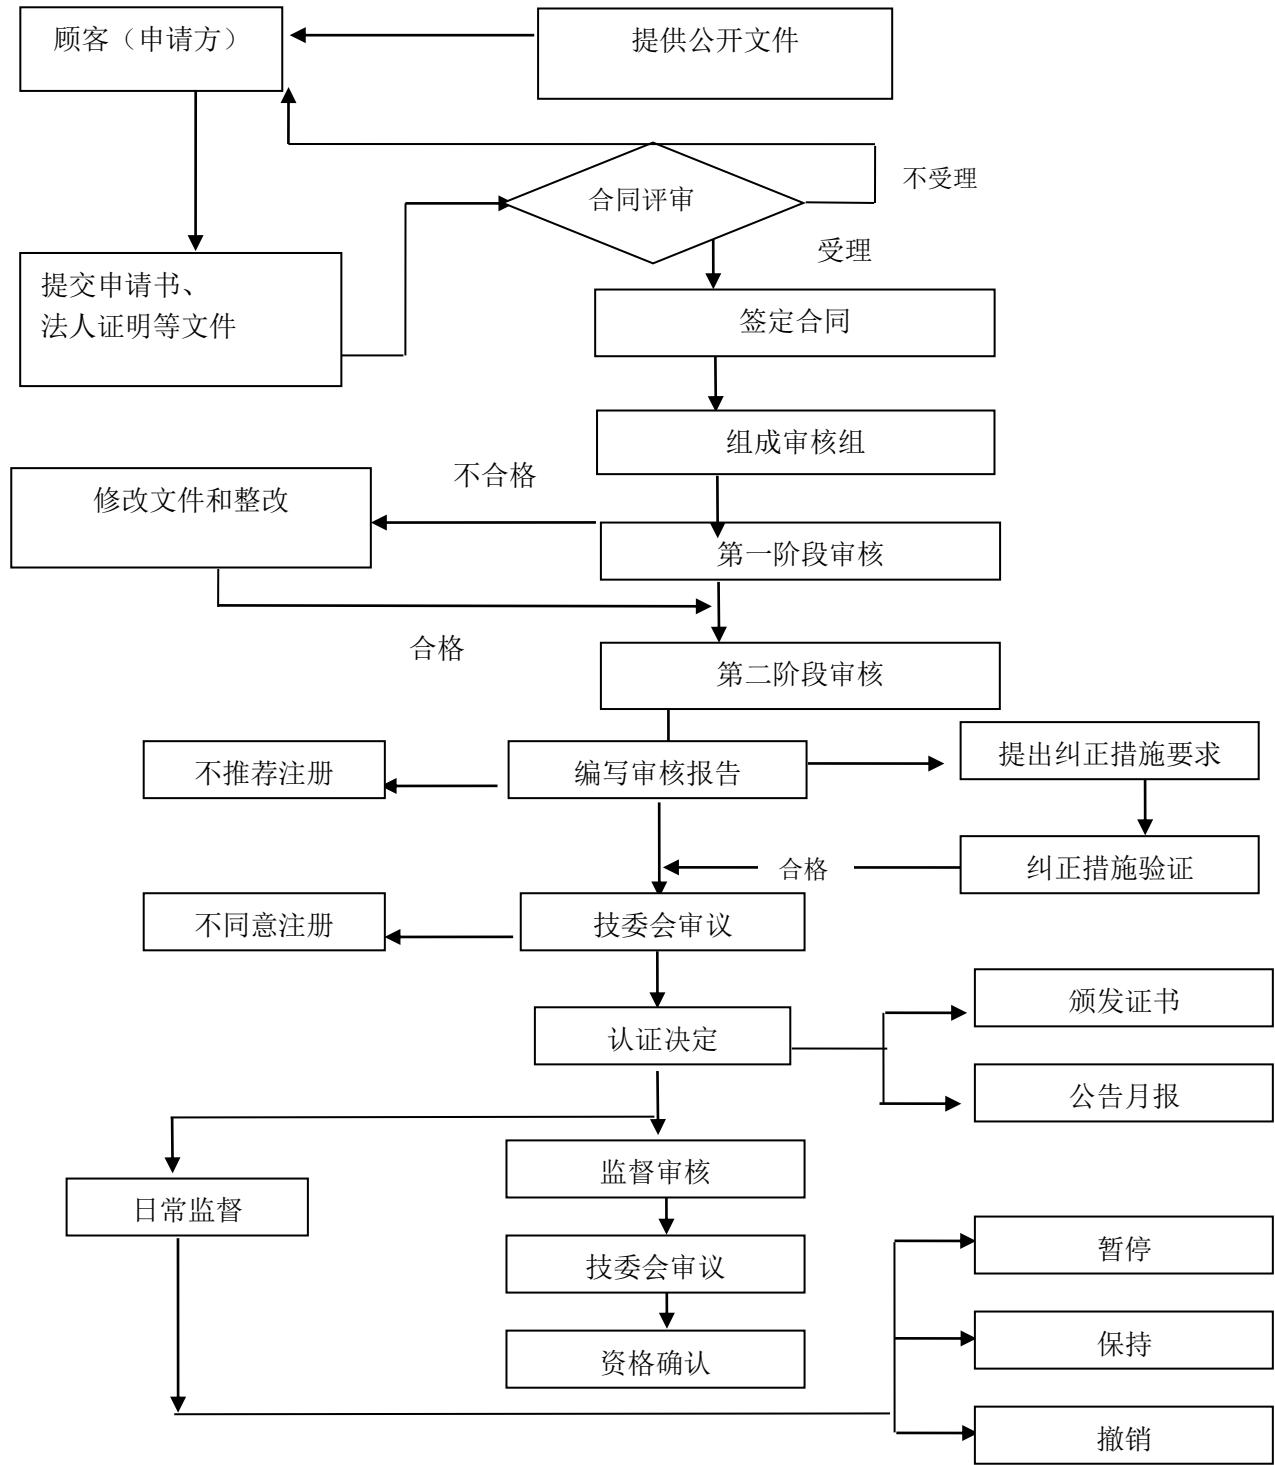 顾客（申请方）
提供公开文件
不受理
合同评审
受理
提交申请书、
法人证明等文件
签定合同
组成审核组
不合格
修改文件和整改
第一阶段审核
合格
第二阶段审核
不推荐注册
编写审核报告
提出纠正措施要求
合格
纠正措施验证
不同意注册
技委会审议
颁发证书
认证决定
公告月报
监督审核
日常监督
暂停
技委会审议
保持
资格确认
撤销